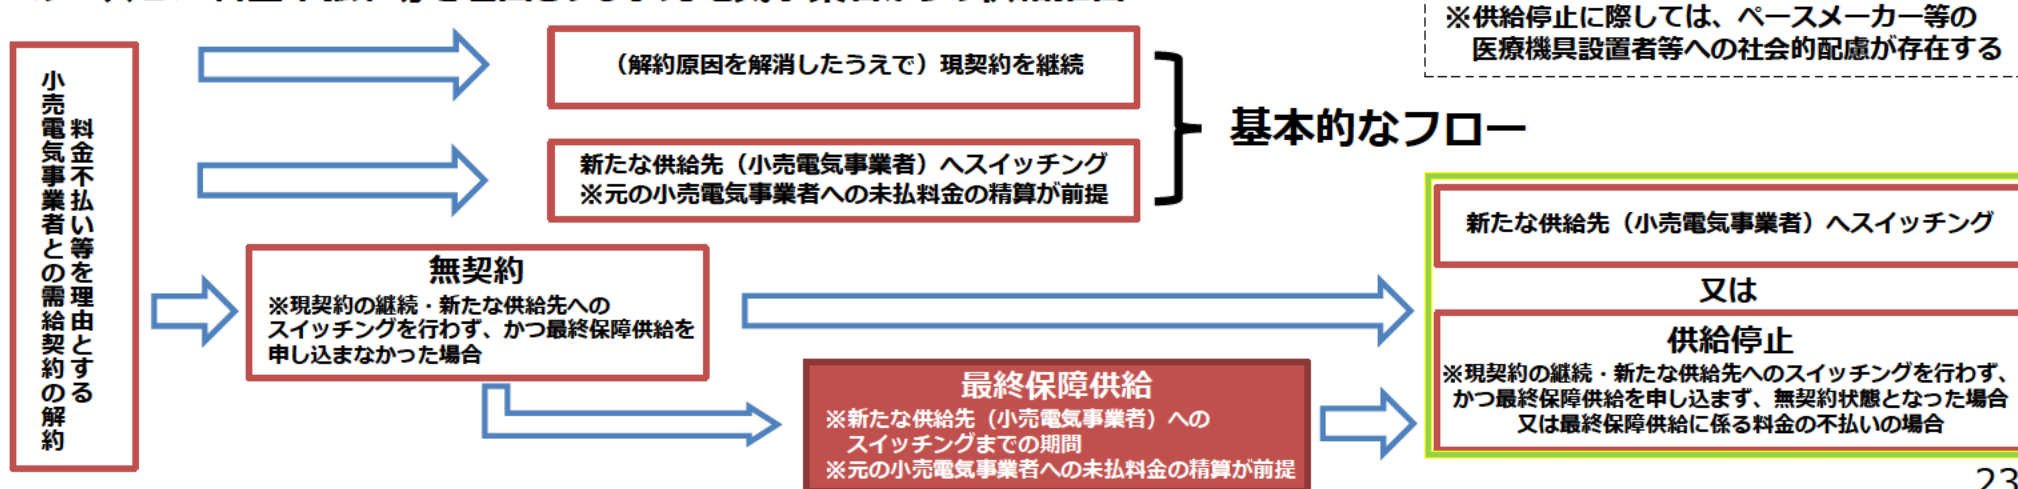 ※供給停止に際しては、ペースメーカー等の
医療機具設置者等への社会的配慮が存在する
料金不払い等を理由とする
小売電気事業者との需給契約の解約
（解約原因を解消したうえで）現契約を継続
新たな供給先（小売電気事業者）へスイッチング
※元の小売電気事業者への未払料金の精算が前提
基本的なフロー
無契約
※現契約の継続・新たな供給先への
スイッチングを行わず、かつ最終保障供給を
申し込まなかった場合
最終保障供給
※新たな供給先（小売電気事業者）への
スイッチングまでの期間
※元の小売電気事業者への未払料金の精算が前提
新たな供給先（小売電気事業者）へスイッチング
又は
供給停止
※現契約の継続・新たな供給先へのスイッチングを行わず、
かつ最終保障供給を申し込まず、無契約状態となった場合
又は最終保障供給に係る料金の不払いの場合
23